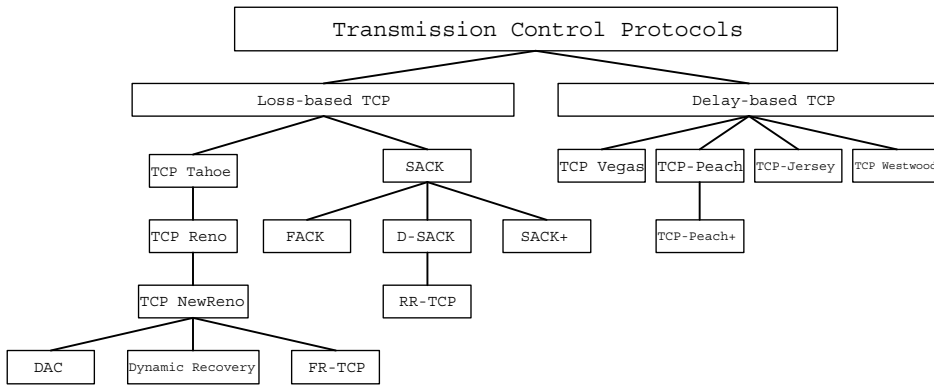 Transmission Control Protocols
Loss-based TCP
Delay-based TCP
TCP Tahoe
SACK
TCP Vegas
TCP-Peach
TCP-Jersey
TCP Westwood
TCP Reno
FACK
D-SACK
SACK+
TCP-Peach+
TCP NewReno
RR-TCP
DAC
Dynamic Recovery
FR-TCP